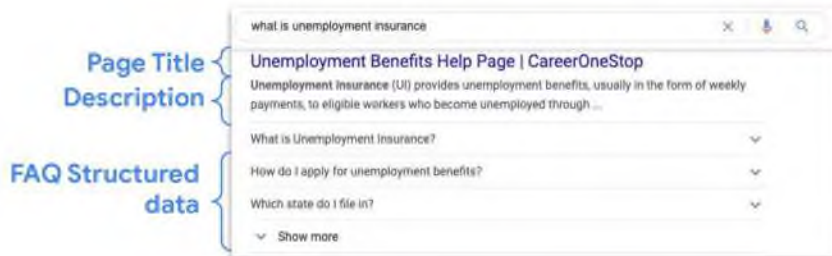 what is unemployment insurance
Page Title
Unemployment Benefits Help Page | CareerOneStop
Description
Unemployment Insurance (UI) provides unemployment benefits, usually in the form of weekly
payments, to eligible workers who become unemployed through ...
FAQ Structured
data
What is Unemployment Insurance?
How do I apply for unemployment benefits?
Which state do I file in?
Show more